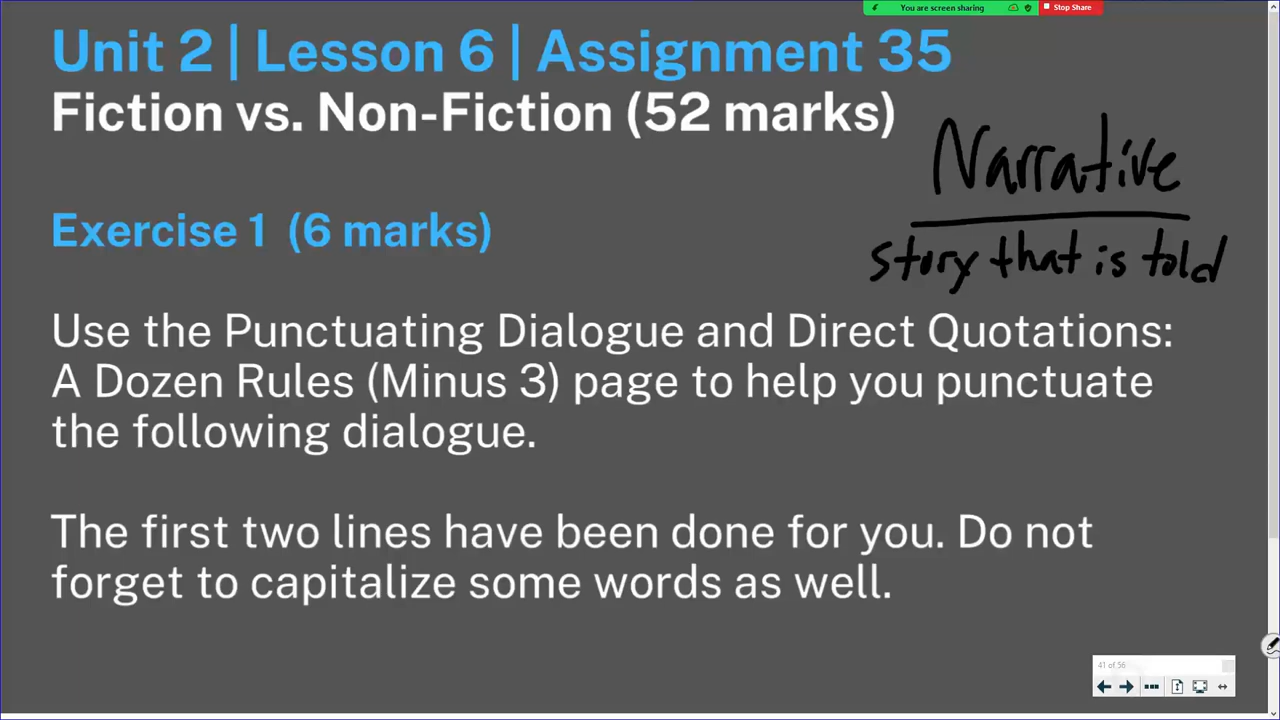 You are screen sharing
Stop Share
Unit 2 | Lesson 6 | Assignment 35
Fiction vs. Non-Fiction (52 marks)
Narrative
story that is told
Exercise 1 (6 marks)
Use the Punctuating Dialogue and Direct Quotations:
A Dozen Rules (Minus 3) page to help you punctuate
the following dialogue.
The first two lines have been done for you. Do not
forget to capitalize some words as well.
41 of 56